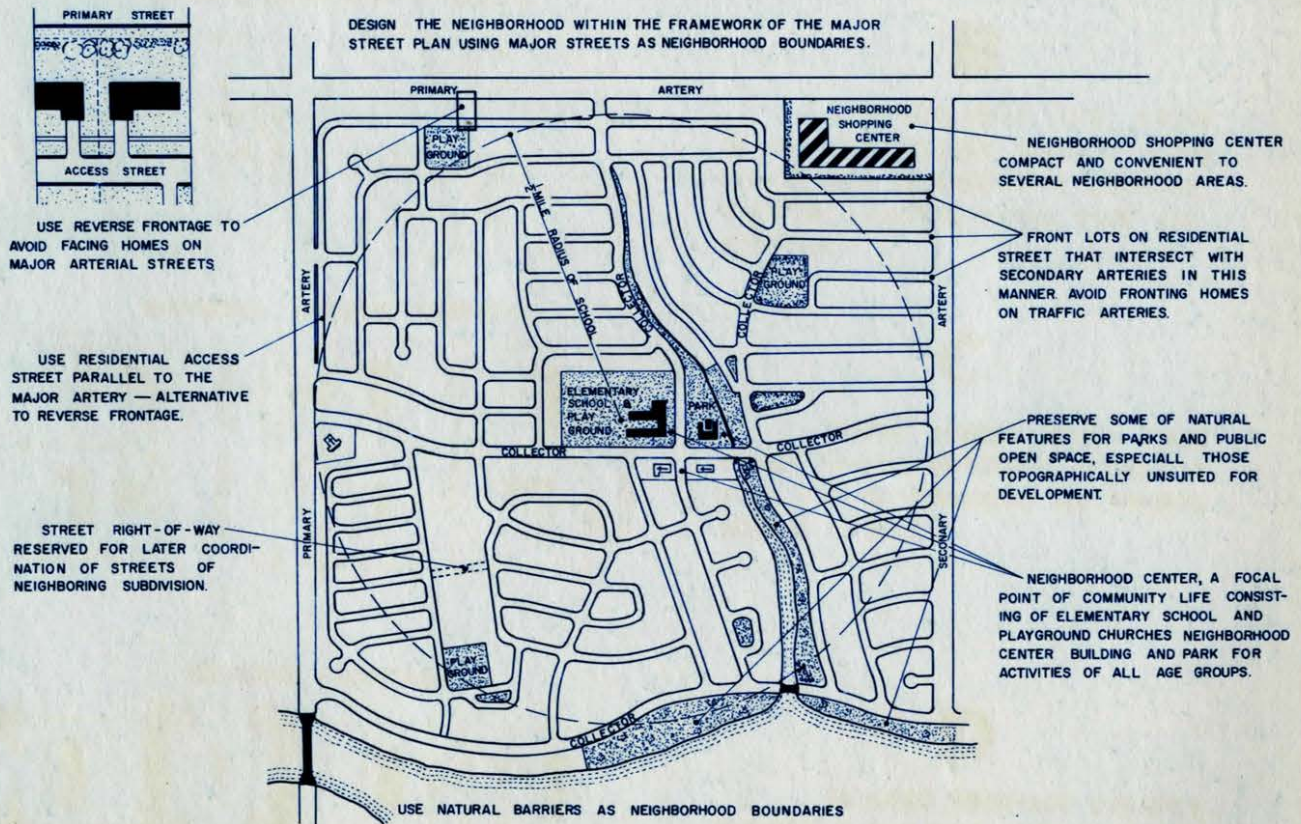 PRIMARY STREET
ACCESS STREET
DESIGN THE NEIGHBORHOOD WITHIN THE FRAMEWORK OF THE MAJOR
STREET PLAN USING MAJOR STREETS AS NEIGHBORHOOD BOUNDARIES.
USE REVERSE FRONTAGE TO
AVOID FACING HOMES ON
MAJOR ARTERIAL STREETS
USE RESIDENTIAL ACCESS
STREET PARALLEL TO THE
MAJOR ARTERY — ALTERNATIVE
TO REVERSE FRONTAGE.
STREET RIGHT-OF-WAY
RESERVED FOR LATER COORDI-
NATION OF STREETS OF
NEIGHBORING SUBDIVISION.
PRIMARY ARTERY
PRIMARY ARTERY
PLAY-
GROUND
½ MILE RADIUS OF SCHOOL
COLLECTOR
COLLECTOR
PLAY-
GROUND
NEIGHBORHOOD
SHOPPING
CENTER
ELEMENTARY
SCHOOL &
PLAY
GROUND
PARK
COLLECTOR
COLLECTOR
PLAY-
GROUND
COLLECTOR
ARTERY
SECONARY
NEIGHBORHOOD SHOPPING CENTER
COMPACT AND CONVENIENT TO
SEVERAL NEIGHBORHOOD AREAS.
FRONT LOTS ON RESIDENTIAL
STREET THAT INTERSECT WITH
SECONDARY ARTERIES IN THIS
MANNER. AVOID FRONTING HOMES
ON TRAFFIC ARTERIES.
PRESERVE SOME OF NATURAL
FEATURES FOR PARKS AND PUBLIC
OPEN SPACE, ESPECIALL THOSE
TOPOGRAPHICALLY UNSUITED FOR
DEVELOPMENT.
NEIGHBORHOOD CENTER, A FOCAL
POINT OF COMMUNITY LIFE CONSIST-
ING OF ELEMENTARY SCHOOL AND
PLAYGROUND CHURCHES NEIGHBORHOOD
CENTER BUILDING AND PARK FOR
ACTIVITIES OF ALL AGE GROUPS.
USE NATURAL BARRIERS AS NEIGHBORHOOD BOUNDARIES